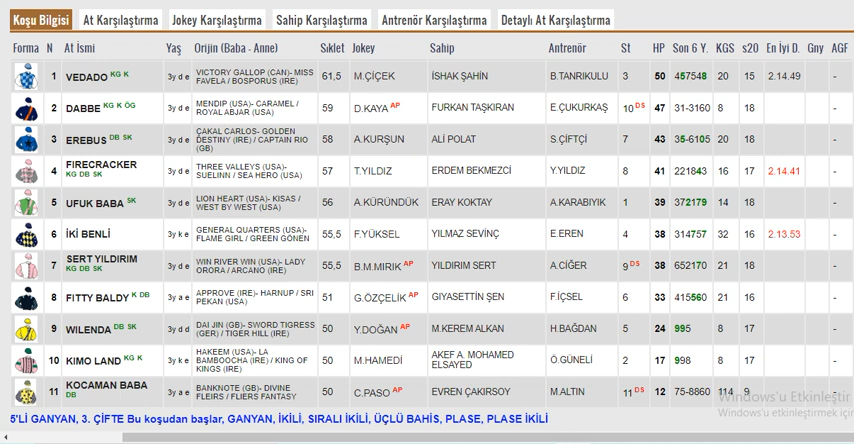 Koşu Bilgisi At Karşılaştırma Jokey Karşılaştırma Sahip Karşılaştırma Antrenör Karşılaştırma Detaylı At Karşılaştırma
Forma N At İsmi Yaş Orijin (Baba - Anne) Sıklet Jokey Sahip Antrenör St HP Son 6 Y. KGS s20 En İyi D. Gny AGF
1 VEDADO KG K 3y d e VICTORY GALLOP (CAN)- MISS FAVELA / BOSPORUS (IRE) 61,5 M.ÇİÇEK İSHAK ŞAHİN B.TANRIKULU 3 50 457548 20 15 2.14.49 -
2 DABBE KG K ÖG 3y d e MENDIP (USA)- CARAMEL / ROYAL ABJAR (USA) 59 D.KAYA AP FURKAN TAŞKIRAN E.ÇUKURKAŞ 10 DS 47 31-3160 8 18 -
3 EREBUS DB SK 3y d e ÇAKAL CARLOS- GOLDEN DESTINY (IRE) / CAPTAIN RIO (GB) 58 A.KURŞUN ALİ POLAT S.ÇİFTÇİ 7 43 35-6105 20 18 -
4 FIRECRACKER KG DB SK 3y d e THREE VALLEYS (USA)- SUELINN / SEA HERO (USA) 57 T.YILDIZ ERDEM BEKMEZCİ Y.YILDIZ 8 41 221843 16 17 2.14.41 -
5 UFUK BABA SK 3y d e LION HEART (USA)- KISAS / WEST BY WEST (USA) 56 A.KÜRÜNDÜK ERAY KOKTAY A.KARABIYIK 1 39 372179 14 18 -
6 İKİ BENLİ 3y k e GENERAL QUARTERS (USA)- FLAME GIRL / GREEN GÖNEN 55,5 F.YÜKSEL YILMAZ SEVİNÇ E.EREN 4 38 314757 32 16 2.13.53 -
7 SERT YILDIRIM KG DB SK 3y d e WIN RIVER WIN (USA)- LADY ORORA / ARCANO (IRE) 55,5 B.M.MIRIK AP YILDIRIM SERT A.CİĞER 9 DS 38 652170 21 18 -
8 FITTY BALDY K DB 3y a e APPROVE (IRE)- HARNUP / SRI PEKAN (USA) 51 G.ÖZÇELİK AP GIYASETTİN ŞEN F.İÇSEL 6 33 415560 21 16 -
9 WILENDA DB SK 3y d d DAI JIN (GB)- SWORD TIGRESS (GER) / TIGER HILL (IRE) 50 Y.DOĞAN AP M.KEREM ALKAN H.BAĞDAN 5 24 995 8 17 -
10 KIMO LAND KG K 3y k e HAKEEM (USA)- LA BAMBOOCHA (IRE) / KING OF KINGS (IRE) 50 M.HAMEDİ AKEF A. MOHAMED ELSAYED Ö.GÜNELİ 2 17 998 8 17 -
11 KOCAMAN BABA DB 3y a e BANKNOTE (GB)- DIVINE FLEIRS / FLIERS FANTASY 50 C.PASO AP EVREN ÇAKIRSOY M.ALTIN 11 DS 12 75-8860 114 9 -
Windows'u Etkinleştir
Windows'u etkinleştirmek için
5'Lİ GANYAN, 3. ÇİFTE Bu koşudan başlar, GANYAN, İKİLİ, SIRALI İKİLİ, ÜÇLÜ BAHİS, PLASE, PLASE İKİLİ